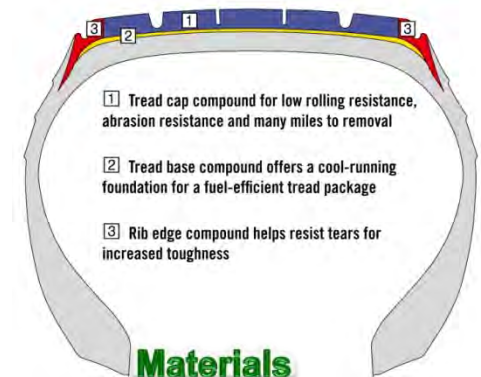 3 1 3
2
1 Tread cap compound for low rolling resistance,
abrasion resistance and many miles to removal
2 Tread base compound offers a cool-running
foundation for a fuel-efficient tread package
3 Rib edge compound helps resist tears for
increased toughness
Materials